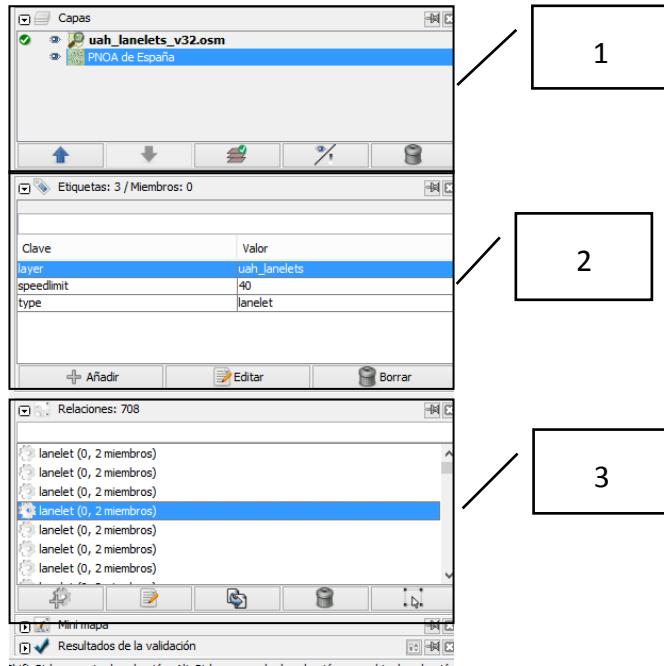 Capas
uah_lanelets_v32.osm
PNOA de España
1
Etiquetas: 3 / Miembros: 0
Clave Valor
layer uah_lanelets
speedlimit 40
type lanelet
Añadir Editar Borrar
2
Relaciones: 708
lanelet (0, 2 miembros)
lanelet (0, 2 miembros)
lanelet (0, 2 miembros)
lanelet (0, 2 miembros)
lanelet (0, 2 miembros)
lanelet (0, 2 miembros)
lanelet (0, 2 miembros)
3
Mini mapa
Resultados de la validación